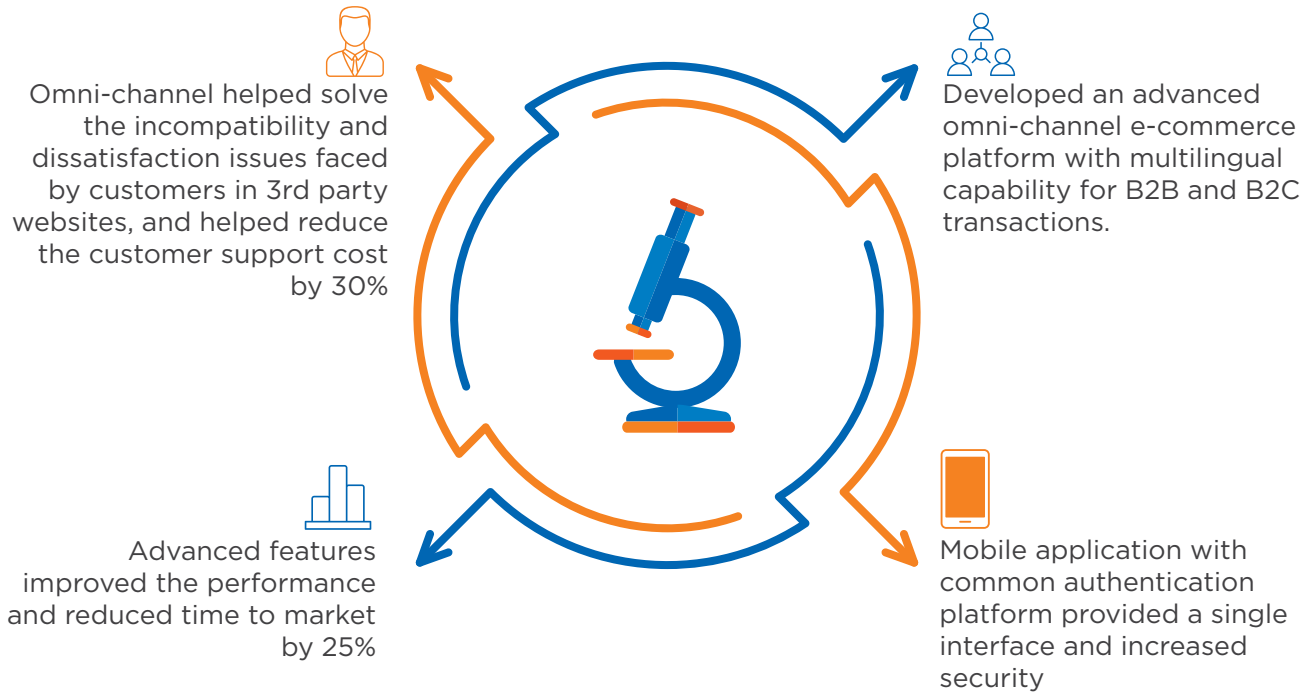 Omni-channel helped solve
the incompatibility and
dissatisfaction issues faced
by customers in 3rd party
websites, and helped reduce
the customer support cost
by 30%
Developed an advanced
omni-channel e-commerce
platform with multilingual
capability for B2B and B2C
transactions.
Advanced features
improved the performance
and reduced time to market
by 25%
Mobile application with
common authentication
platform provided a single
interface and increased
security